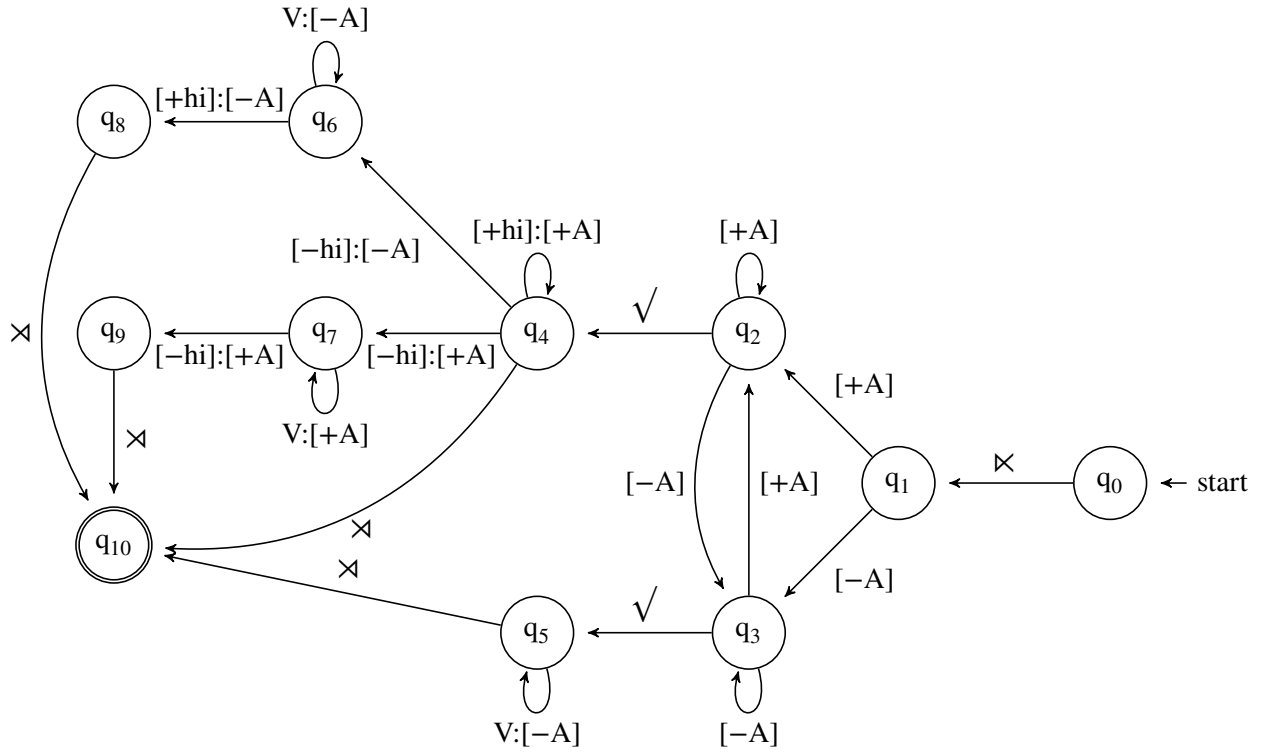 V:[−A]
[+hi]:[−A]
q8
q6
[−hi]:[−A]
[+hi]:[+A]
[+A]
⋊
q9
q7
q4
√
q2
[−hi]:[+A]
[−hi]:[+A]
V:[+A]
[+A]
⋊
[−A]
[+A]
q1
⋉
q0
start
q10
⋊
⋊
[−A]
√
q5
q3
V:[−A]
[−A]